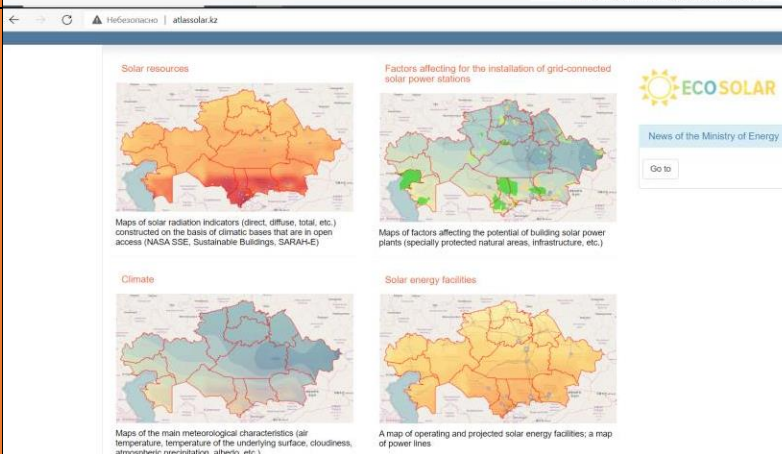 Небезопасно | atlassolar.kz
Solar resources
Maps of solar radiation indicators (direct, diffuse, total, etc.)
constructed on the basis of climatic bases that are in open
access (NASA SSE, Sustainable Buildings, SARAH-E)
Factors affecting for the installation of grid-connected
solar power stations
Maps of factors affecting the potential of building solar power
plants (specially protected natural areas, infrastructure, etc.)
ECOSOLAR
News of the Ministry of Energy
Go to
Climate
Maps of the main meteorological characteristics (air
temperature, temperature of the underlying surface, cloudiness,
atmospheric precipitation, albedo, etc.)
Solar energy facilities
A map of operating and projected solar energy facilities; a map
of power lines